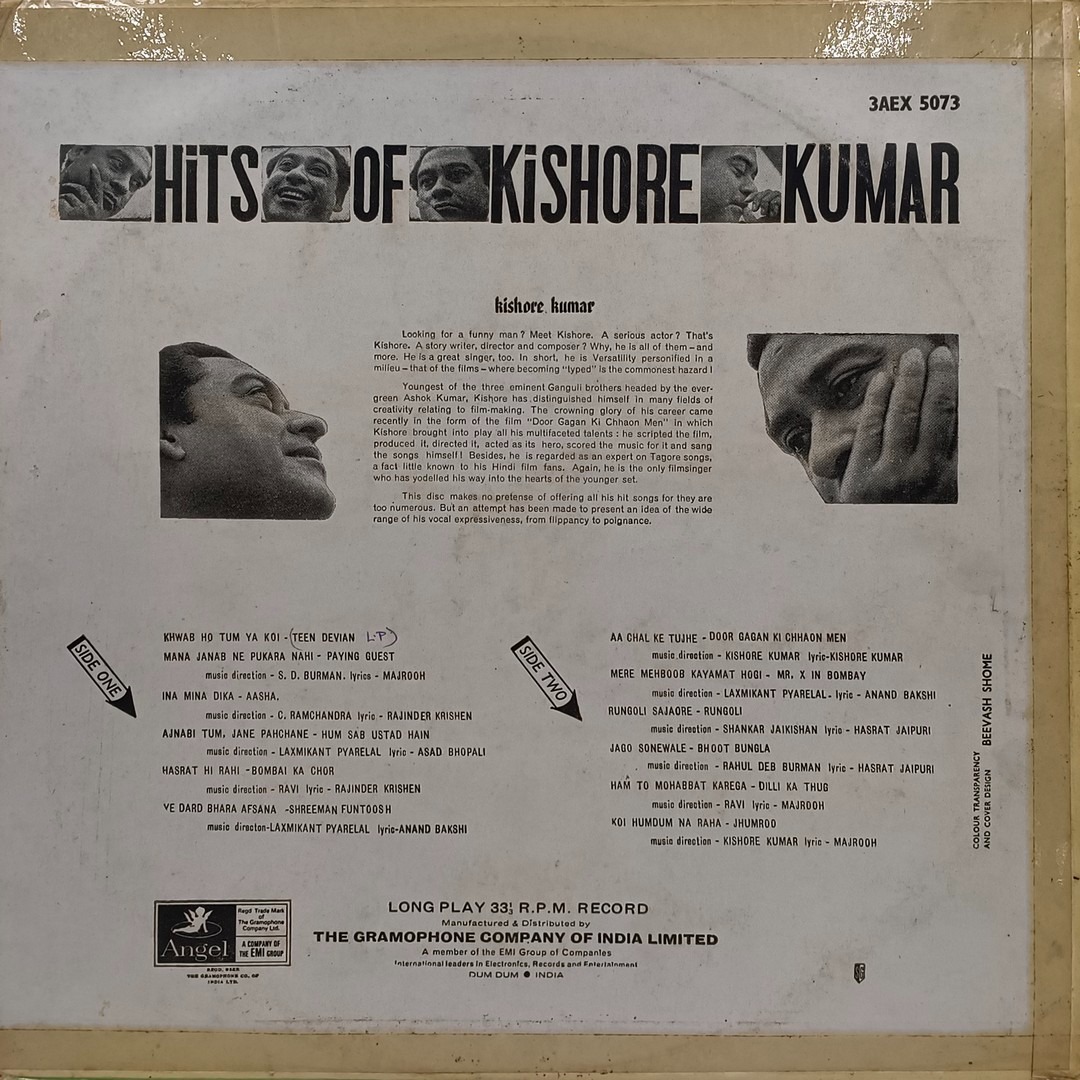 3AEX 5073
HiTS OF KiSHORE KUMAR
kishore kumar
Looking for a funny man? Meet Kishore. A serious actor? That's
Kishore. A story writer, director and composer? Why, he is all of them – and
more. He is a great singer, too. In short, he is Versatility personified in a
milieu – that of the films – where becoming "typed" is the commonest hazard!
Youngest of the three eminent Ganguli brothers headed by the ever-
green Ashok Kumar, Kishore has distinguished himself in many fields of
creativity relating to film-making. The crowning glory of his career came
recently in the form of the film "Door Gagan Ki Chhaon Men" in which
Kishore brought into play all his multifaceted talents : he scripted the film,
produced it, directed it, acted as its hero, scored the music for it and sang
the songs himself! Besides, he is regarded as an expert on Tagore songs,
a fact little known to his Hindi film fans. Again, he is the only filmsinger
who has yodelled his way into the hearts of the younger set.
This disc makes no pretense of offering all his hit songs for they are
too numerous. But an attempt has been made to present an idea of the wide
range of his vocal expressiveness, from flippancy to poignance.
SIDE ONE
KHWAB HO TUM YA KOI - (TEEN DEVIAN L.P)
MANA JANAB NE PUKARA NAHI - PAYING GUEST
music direction - S. D. BURMAN. lyrics - MAJROOH
INA MINA DIKA - AASHA.
music direction - C. RAMCHANDRA lyric - RAJINDER KRISHEN
AJNABI TUM, JANE PAHCHANE - HUM SAB USTAD HAIN
music direction - LAXMIKANT PYARELAL lyric - ASAD BHOPALI
HASRAT HI RAHI - BOMBAI KA CHOR
music direction - RAVI lyric - RAJINDER KRISHEN
YE DARD BHARA AFSANA - SHREEMAN FUNTOOSH
music directon-LAXMIKANT PYARELAL lyric-ANAND BAKSHI
SIDE TWO
AA CHAL KE TUJHE - DOOR GAGAN KI CHHAON MEN
music direction - KISHORE KUMAR lyric-KISHORE KUMAR
MERE MEHBOOB KAYAMAT HOGI - MR. X IN BOMBAY
music direction - LAXMIKANT PYARELAL. lyric - ANAND BAKSHI
RUNGOLI SAJAORE - RUNGOLI
music direction - SHANKAR JAIKISHAN lyric - HASRAT JAIPURI
JAGO SONEWALE - BHOOT BUNGLA
music direction - RAHUL DEB BURMAN lyric - HASRAT JAIPURI
HAM TO MOHABBAT KAREGA - DILLI KA THUG
music direction - RAVI lyric - MAJROOH
KOI HUMDUM NA RAHA - JHUMROO
music direction - KISHORE KUMAR lyric - MAJROOH
COLOUR TRANSPARENCY
AND COVER DESIGN BEEVASH SHOME
Angel
Regd Trade Mark
of
The Gramophone
Company Ltd.
A COMPANY OF
THE EMI GROUP
REGD. USER
THE GRAMOPHONE CO. OF
INDIA LTD.
LONG PLAY 33⅓ R.P.M. RECORD
Manufactured & Distributed by
THE GRAMOPHONE COMPANY OF INDIA LIMITED
A member of the EMI Group of Companies
International leaders in Electronics, Records and Entertainment
DUM DUM ● INDIA